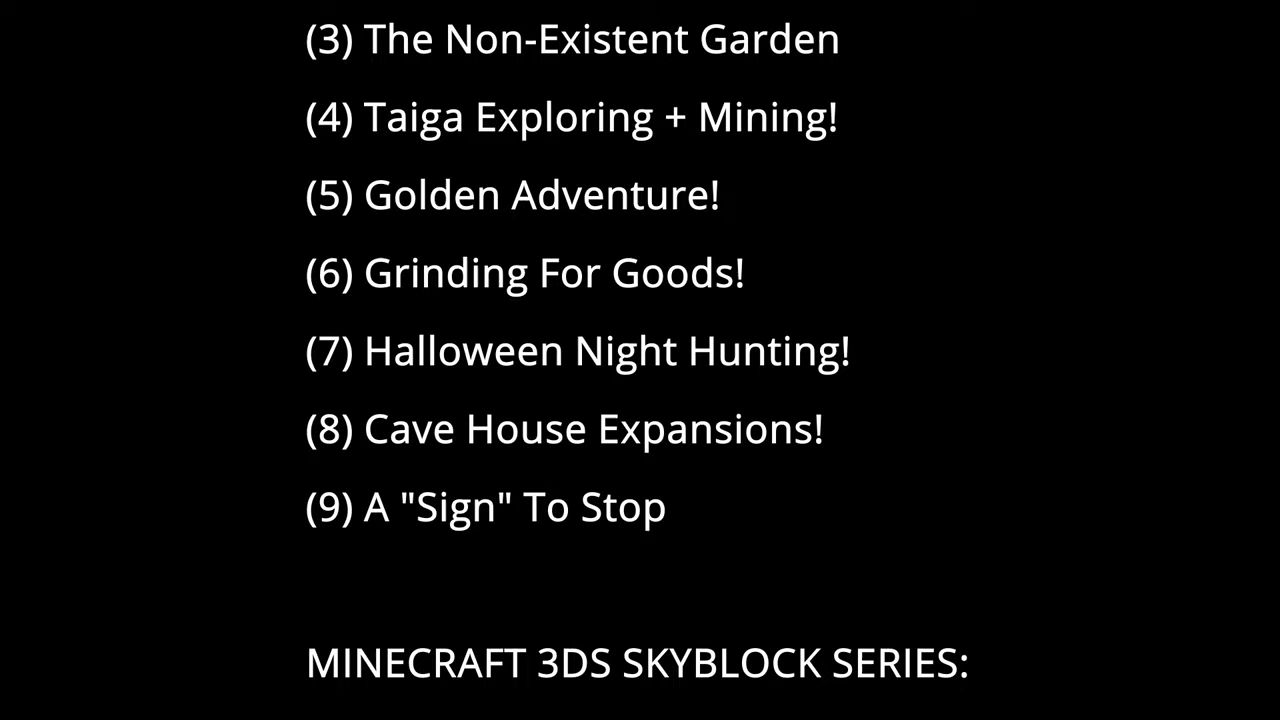 (3) The Non-Existent Garden
(4) Taiga Exploring + Mining!
(5) Golden Adventure!
(6) Grinding For Goods!
(7) Halloween Night Hunting!
(8) Cave House Expansions!
(9) A "Sign" To Stop
MINECRAFT 3DS SKYBLOCK SERIES: